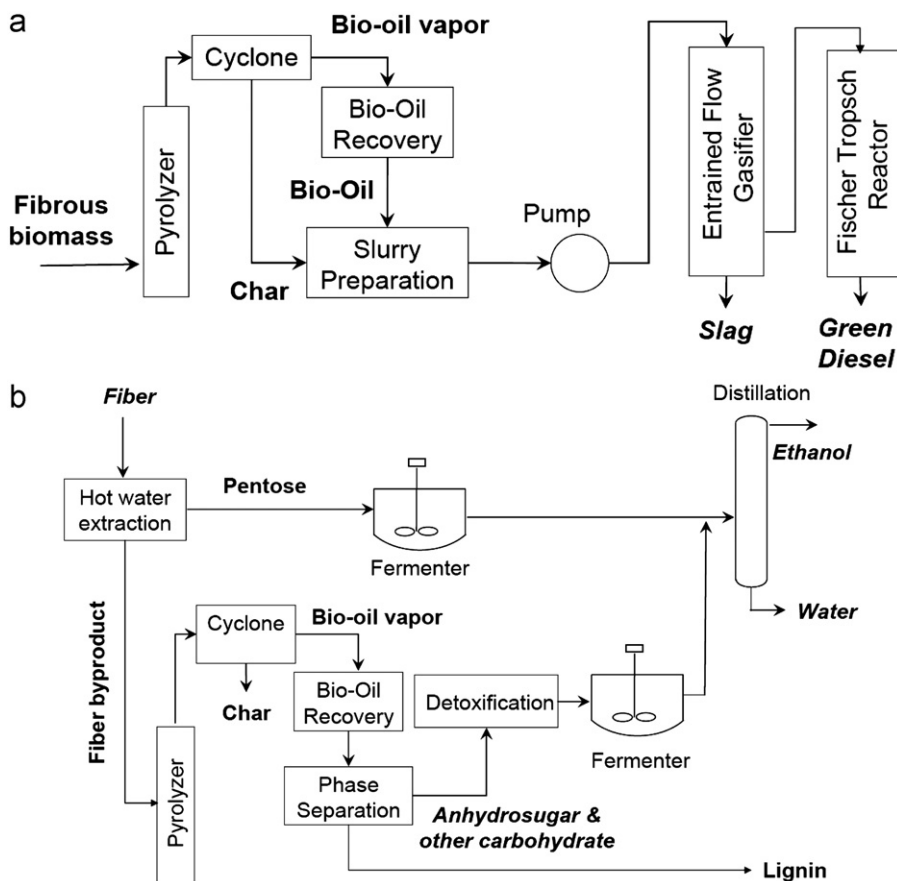 a
Bio-oil vapor
Cyclone
Bio-Oil
Recovery
Pyrolyzer
Fibrous
biomass
Bio-Oil
Char
Slurry
Preparation
Pump
Entrained Flow
Gasifier
Fischer Tropsch
Reactor
Slag
Green
Diesel
b
Fiber
Hot water
extraction
Pentose
Fermenter
Distillation
Ethanol
Water
Fiber byproduct
Cyclone
Bio-oil vapor
Char
Bio-Oil
Recovery
Detoxification
Fermenter
Pyrolyzer
Phase
Separation
Anhydrosugar &
other carbohydrate
Lignin